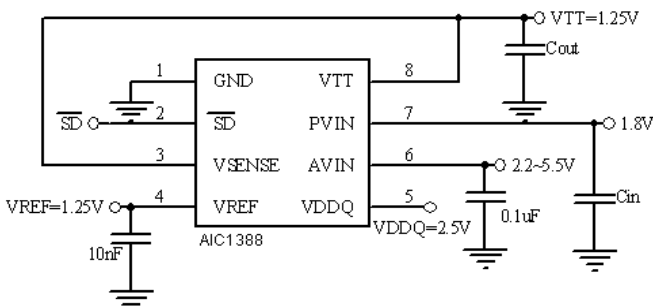 VTT=1.25V
Cout
1 GND VTT 8
SD 2 SD PVIN 7 1.8V
3 VSENSE AVIN 6 2.2~5.5V
VREF=1.25V 4 VREF VDDQ 5
VDDQ=2.5V
0.1uF
Cin
AIC1388
10nF